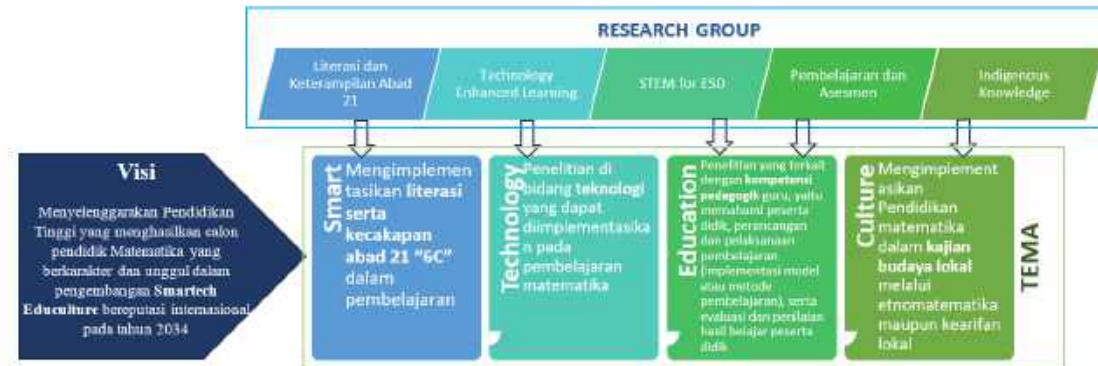 RESEARCH GROUP
Literasi dan
Keterampilan Abad
21
Technology
Enhanced Learning
STEM for ESD
Pembelajaran dan
Asesmen
Indigenous
Knowledge
Visi
Menyelenggarakan Pendidikan
Tinggi yang menghasilkan calon
pendidik Matematika yang
berkarakter dan unggul dalam
pengembangan Smartech
Educulture bereputasi internasional
pada tahun 2034
Smart
Mengimplemen
tasikan literasi
serta
kecakapan
abad 21 "6C"
dalam
pembelajaran
Technology
Penelitian di
bidang teknologi
yang dapat
diimplementasika
n pada
pembelajaran
matematika
Education
Penelitian yang terkait
dengan kompetensi
pedagogik guru, yaitu
memahami peserta
didik, perancangan
dan pelaksanaan
pembelajaran
(implementasi model
atau metode
pembelajaran), serta
evaluasi dan penilaian
hasil belajar peserta
didik
Culture
Mengimplement
asikan
Pendidikan
matematika
dalam kajian
budaya lokal
melalui
etnomatematika
maupun kearifan
lokal
TEMA